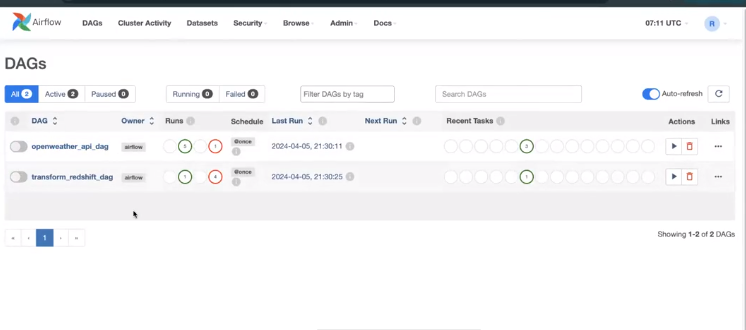 Airflow DAGs Cluster Activity Datasets Security Browse Admin Docs 07:11 UTC R
DAGs
All 2 Active 2 Paused 0 Running 0 Failed 0 Filter DAGs by tag Search DAGs Auto-refresh
DAG Owner Runs Schedule Last Run Next Run Recent Tasks Actions Links
openweather_api_dag airflow 5 1 @once 2024-04-05, 21:30:11 3
transform_redshift_dag airflow 1 4 @once 2024-04-05, 21:30:25 1
« ‹ 1 › » Showing 1-2 of 2 DAGs